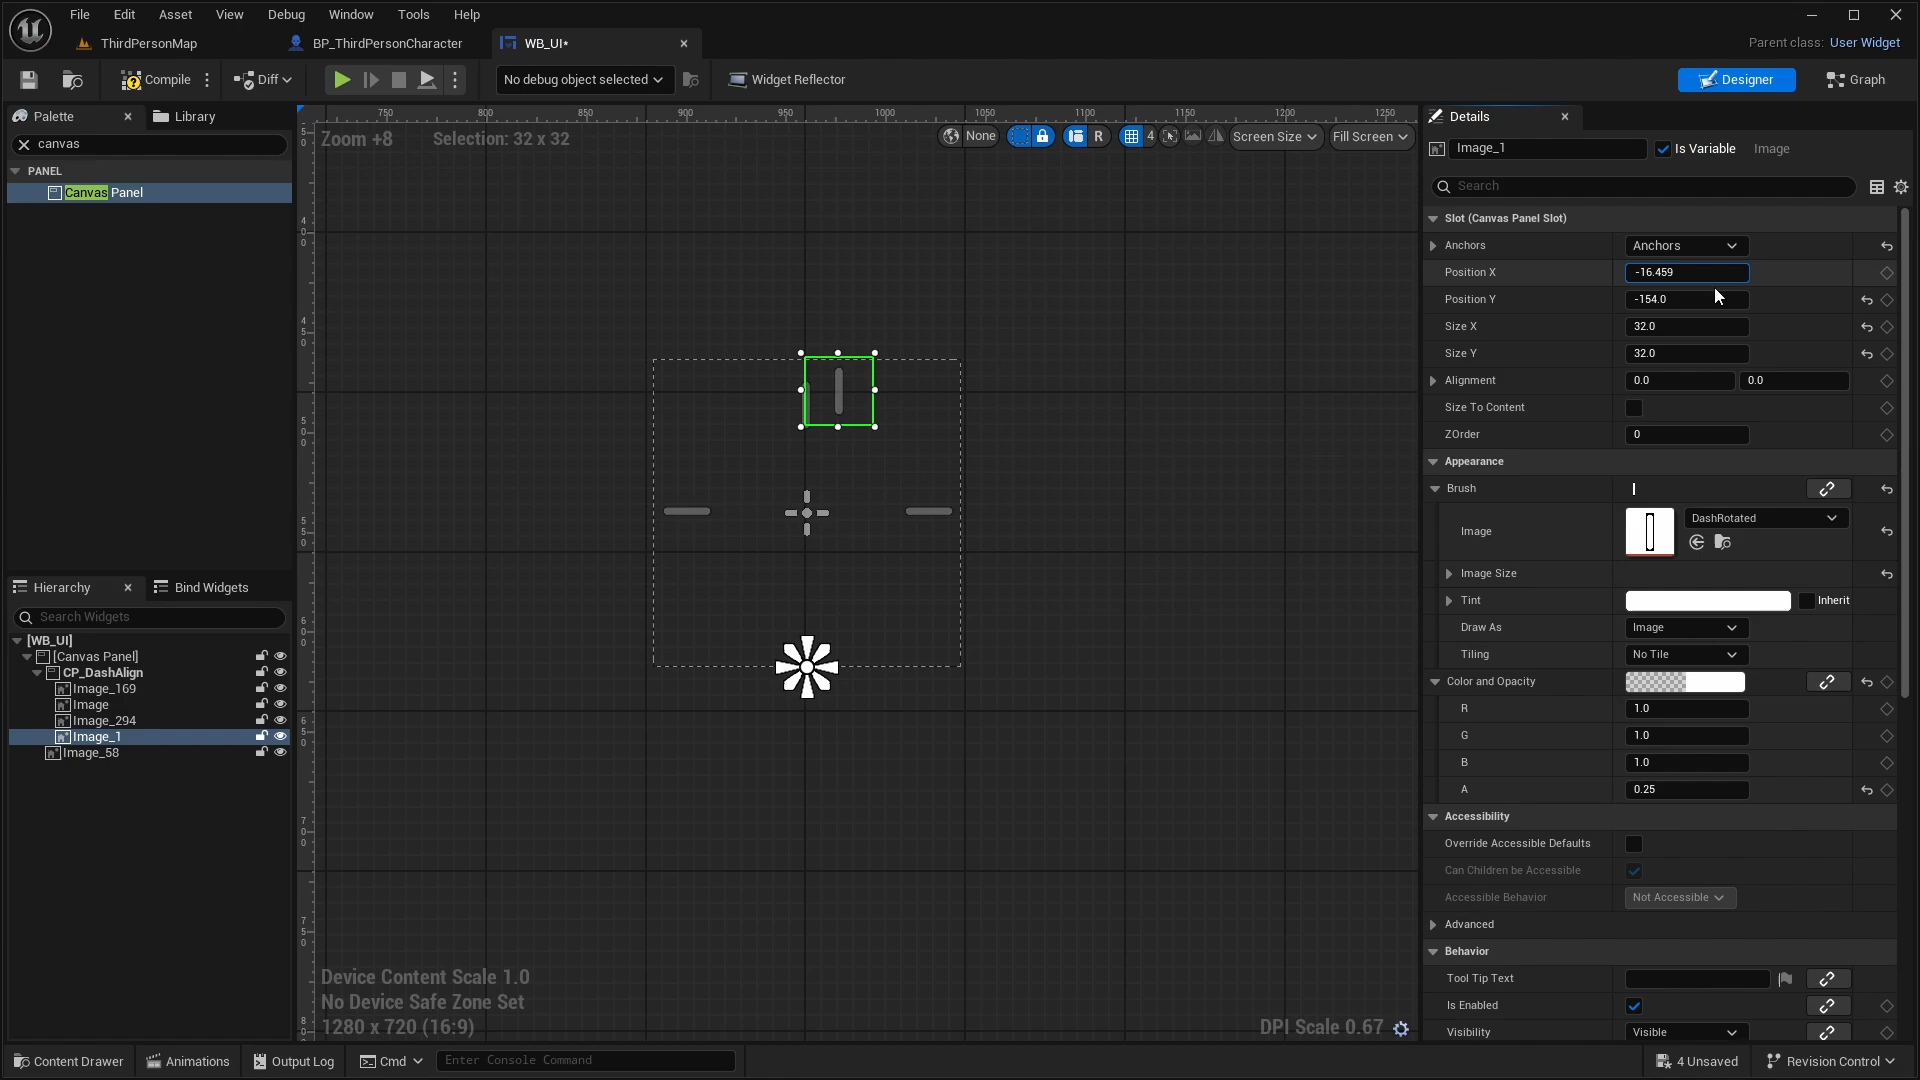 File Edit Asset View Debug Window Tools Help
ThirdPersonMap BP_ThirdPersonCharacter WB_UI* Parent class: User Widget
Compile Diff No debug object selected Widget Reflector Designer Graph
Palette Library
canvas
PANEL
Canvas Panel
Hierarchy Bind Widgets
Search Widgets
[WB_UI]
[Canvas Panel]
CP_DashAlign
Image_169
Image
Image_294
Image_1
Image_58
750 800 850 900 950 1000 1050 1100 1150 1200 1250
Zoom +8 Selection: 32 x 32 None R 4 Screen Size Fill Screen
Device Content Scale 1.0
No Device Safe Zone Set
1280 x 720 (16:9) DPI Scale 0.67
Details
Image_1 Is Variable Image
Search
Slot (Canvas Panel Slot)
Anchors Anchors
Position X -16.459
Position Y -154.0
Size X 32.0
Size Y 32.0
Alignment 0.0 0.0
Size To Content
ZOrder 0
Appearance
Brush
Image DashRotated
Image Size
Tint Inherit
Draw As Image
Tiling No Tile
Color and Opacity
R 1.0
G 1.0
B 1.0
A 0.25
Accessibility
Override Accessible Defaults
Can Children be Accessible
Accessible Behavior Not Accessible
Advanced
Behavior
Tool Tip Text
Is Enabled
Visibility Visible
Content Drawer Animations Output Log Cmd Enter Console Command 4 Unsaved Revision Control